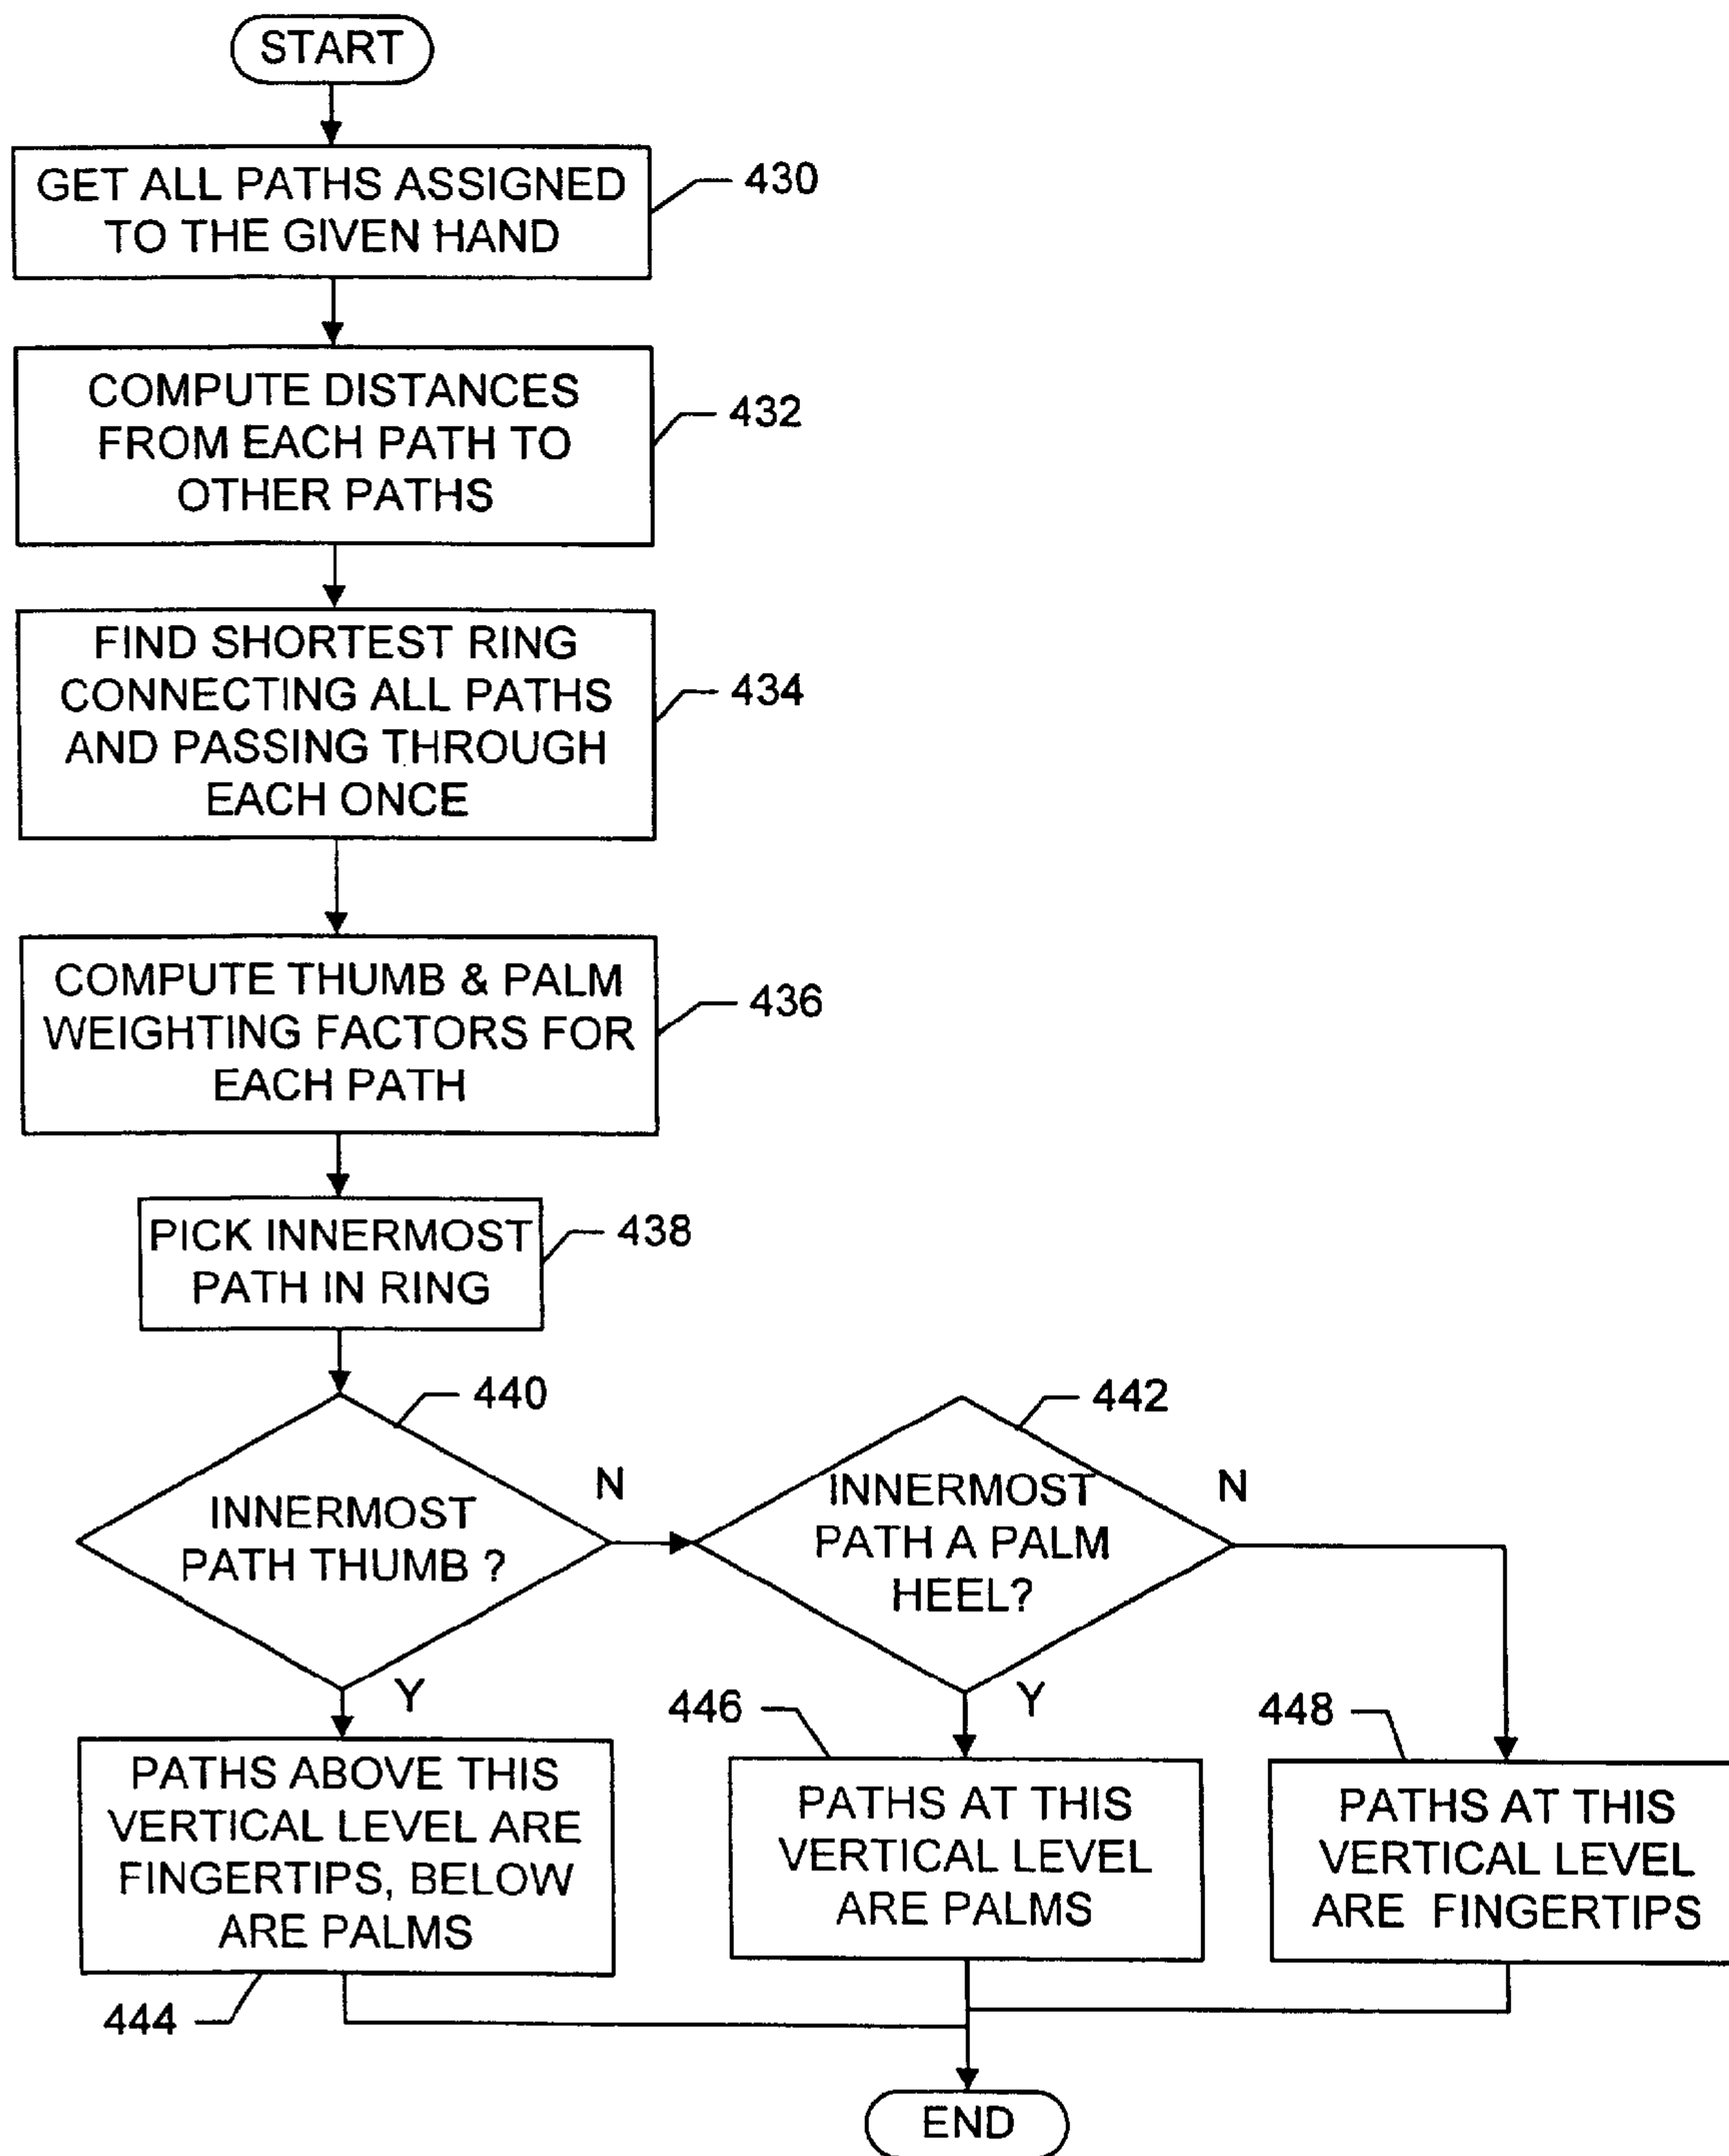 START
GET ALL PATHS ASSIGNED
TO THE GIVEN HAND
430
COMPUTE DISTANCES
FROM EACH PATH TO
OTHER PATHS
432
FIND SHORTEST RING
CONNECTING ALL PATHS
AND PASSING THROUGH
EACH ONCE
434
COMPUTE THUMB & PALM
WEIGHTING FACTORS FOR
EACH PATH
436
PICK INNERMOST
PATH IN RING
438
440
INNERMOST
PATH THUMB ?
N
Y
442
INNERMOST
PATH A PALM
HEEL?
N
Y
PATHS ABOVE THIS
VERTICAL LEVEL ARE
FINGERTIPS, BELOW
ARE PALMS
444
446
PATHS AT THIS
VERTICAL LEVEL
ARE PALMS
448
PATHS AT THIS
VERTICAL LEVEL
ARE FINGERTIPS
END